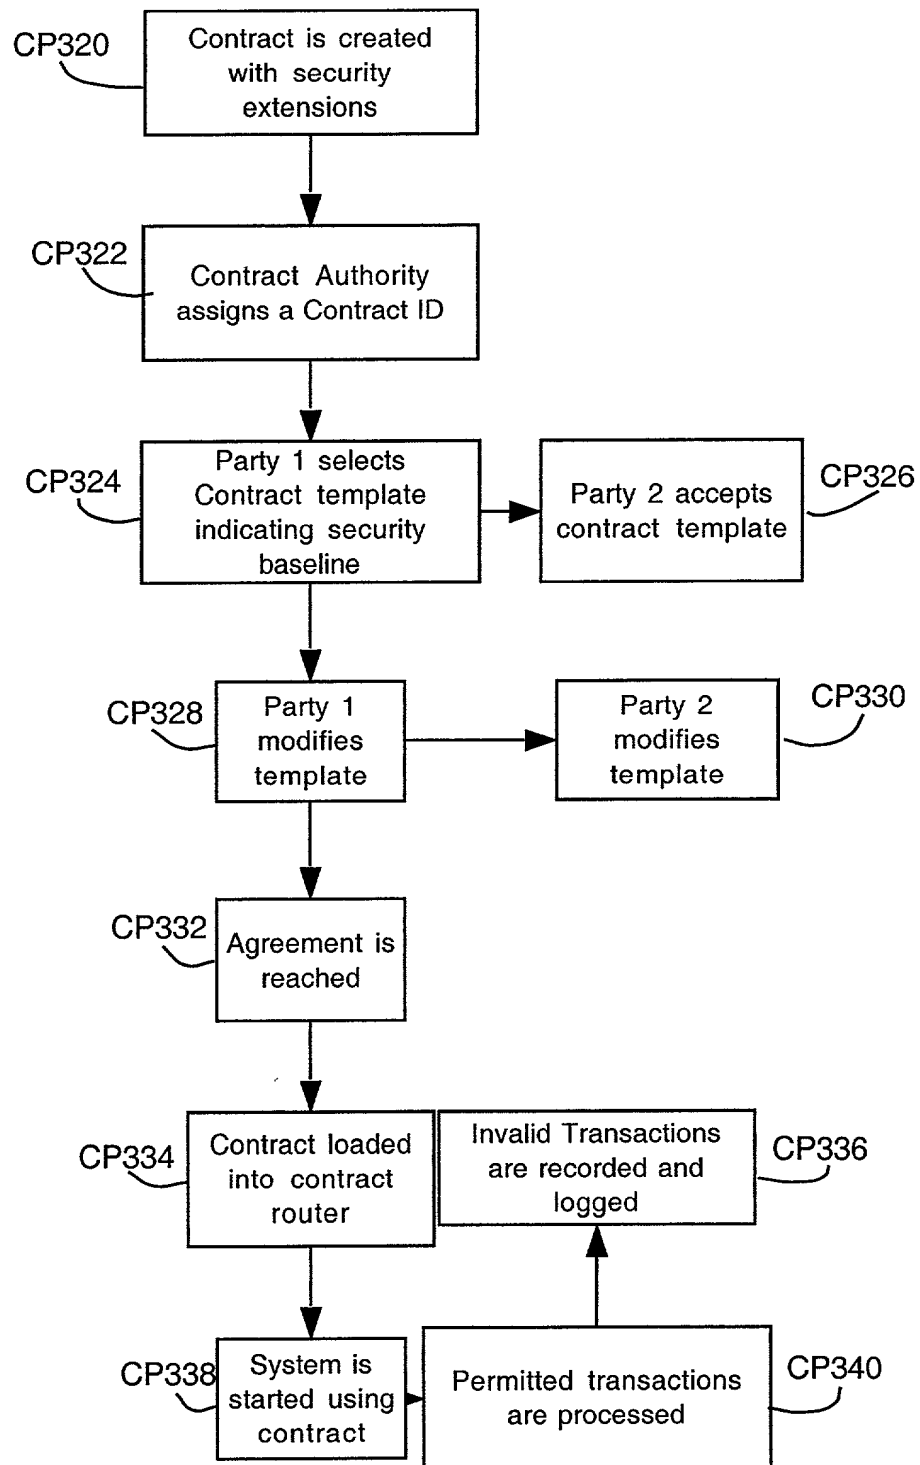 CP320
Contract is created
with security
extensions
CP322
Contract Authority
assigns a Contract ID
CP324
Party 1 selects
Contract template
indicating security
baseline
Party 2 accepts
contract template
CP326
CP328
Party 1
modifies
template
Party 2
modifies
template
CP330
CP332
Agreement is
reached
CP334
Contract loaded
into contract
router
Invalid Transactions
are recorded and
logged
CP336
CP338
System is
started using
contract
Permitted transactions
are processed
CP340